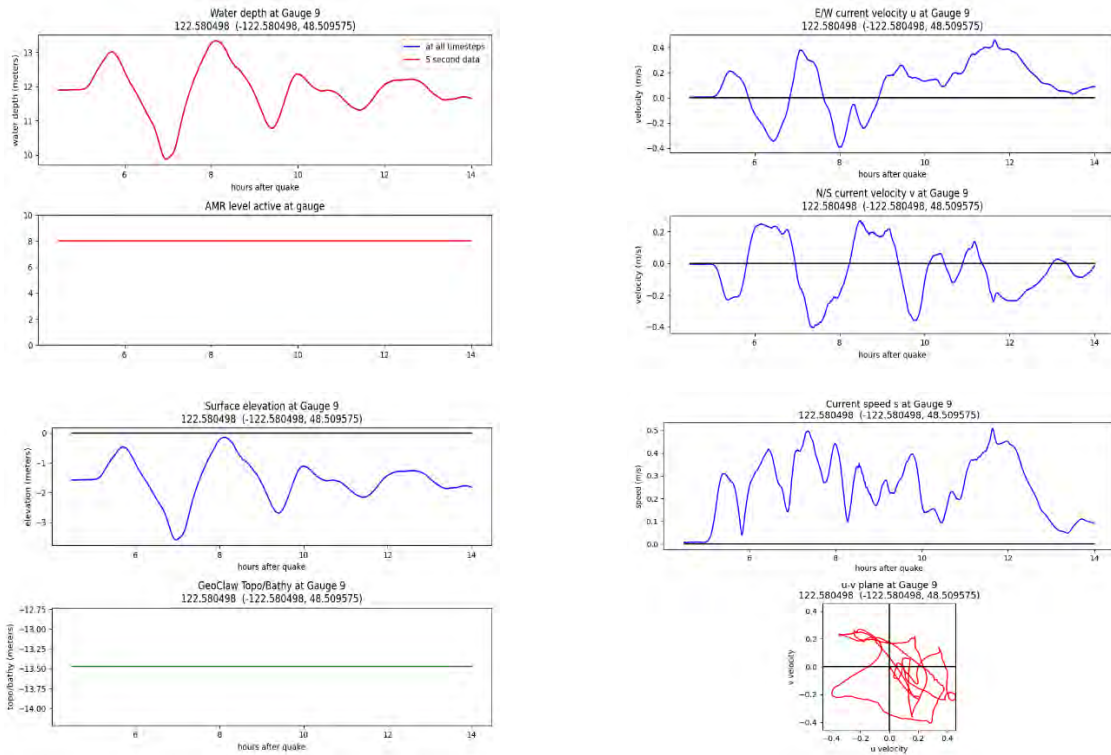 Water depth at Gauge 9
122.580498 (-122.580498, 48.509575)
at all timesteps
5 second data
13
12
11
10
water depth (meters)
6
8
10
12
14
hours after quake
AMR level active at gauge
10
8
6
4
2
0
6
8
10
12
14
Surface elevation at Gauge 9
122.580498 (-122.580498, 48.509575)
0
−1
−2
−3
elevation (meters)
6
8
10
12
14
hours after quake
GeoClaw Topo/Bathy at Gauge 9
122.580498 (-122.580498, 48.509575)
−12.75
−13.00
−13.25
−13.50
−13.75
−14.00
topo/bathy (meters)
6
8
10
12
14
hours after quake
E/W current velocity u at Gauge 9
122.580498 (-122.580498, 48.509575)
0.4
0.2
0.0
−0.2
−0.4
velocity (m/s)
6
8
10
12
14
hours after quake
N/S current velocity v at Gauge 9
122.580498 (-122.580498, 48.509575)
0.2
0.0
−0.2
−0.4
velocity (m/s)
6
8
10
12
14
hours after quake
Current speed s at Gauge 9
122.580498 (-122.580498, 48.509575)
0.5
0.4
0.3
0.2
0.1
0.0
speed (m/s)
6
8
10
12
14
hours after quake
u-v plane at Gauge 9
122.580498 (-122.580498, 48.509575)
0.4
0.2
0.0
−0.2
−0.4
v velocity
−0.4
−0.2
0.0
0.2
0.4
u velocity